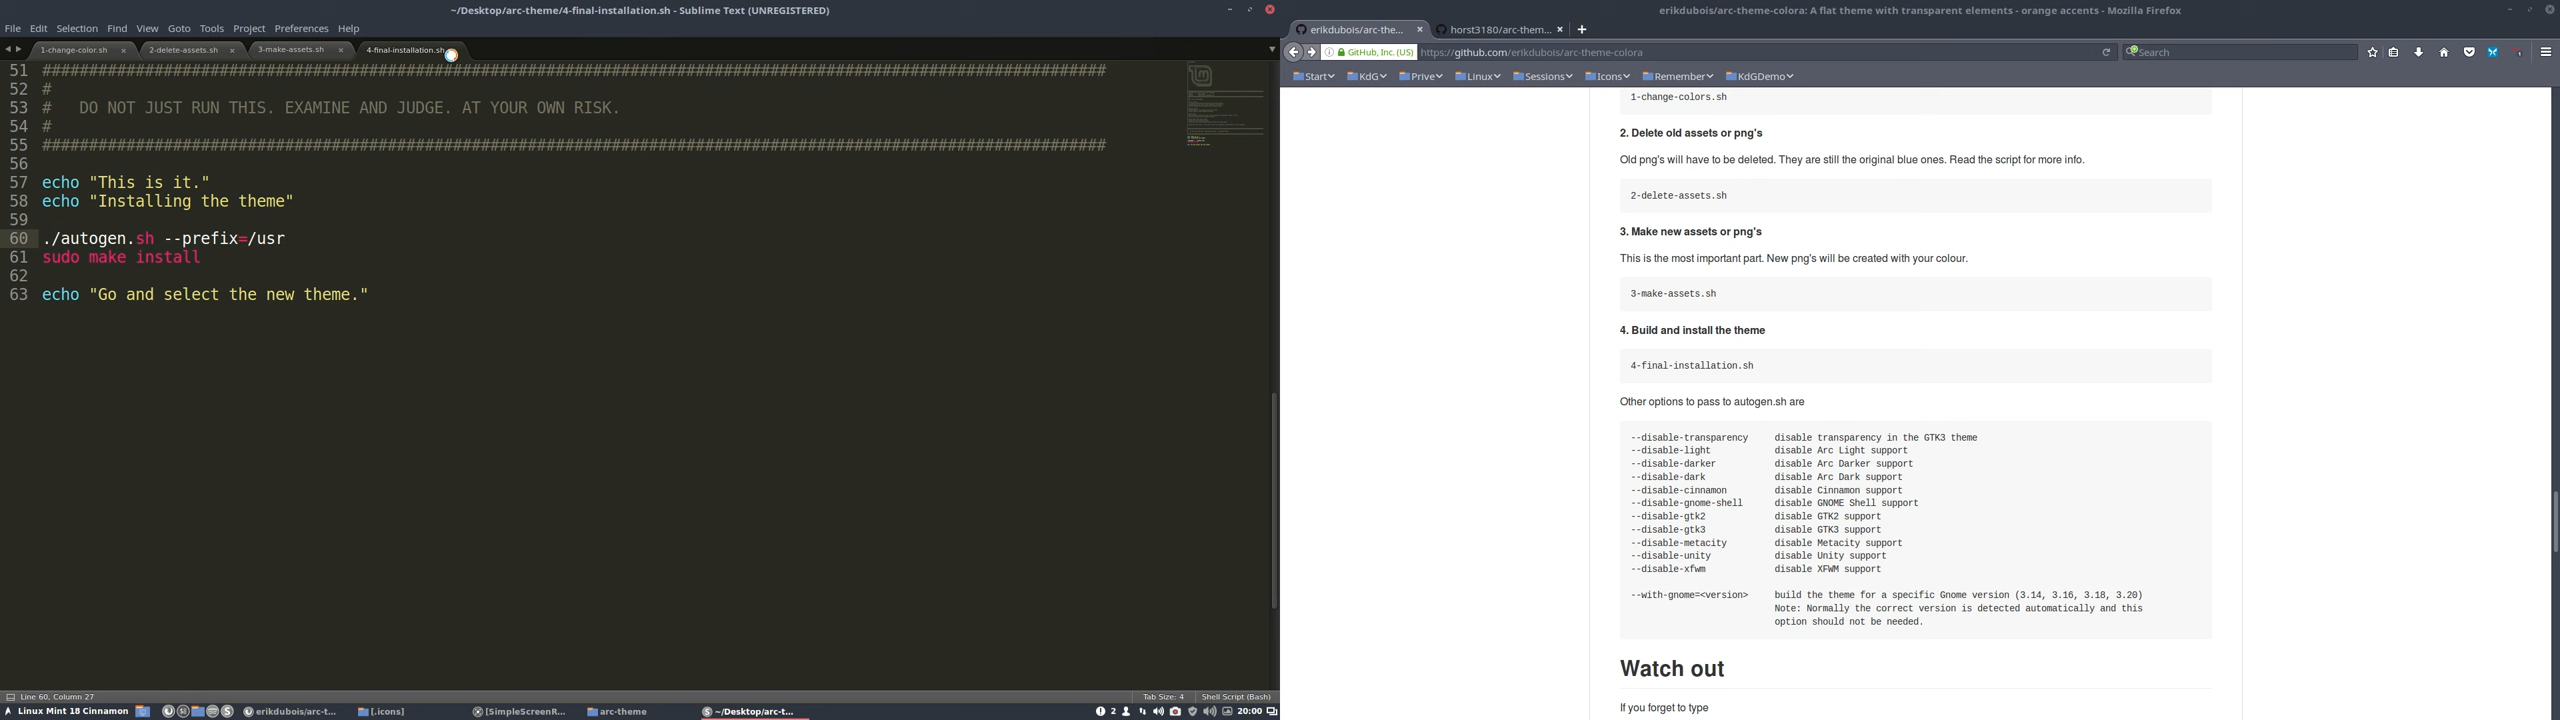 ~/Desktop/arc-theme/4-final-installation.sh - Sublime Text (UNREGISTERED)
File Edit Selection Find View Goto Tools Project Preferences Help
1-change-color.sh 2-delete-assets.sh 3-make-assets.sh 4-final-installation.sh
51 ##################################################################################################################
52 #
53 #   DO NOT JUST RUN THIS. EXAMINE AND JUDGE. AT YOUR OWN RISK.
54 #
55 ##################################################################################################################
56
57 echo "This is it."
58 echo "Installing the theme"
59
60 ./autogen.sh --prefix=/usr
61 sudo make install
62
63 echo "Go and select the new theme."
Line 60, Column 27
Tab Size: 4
Shell Script (Bash)
Linux Mint 18 Cinnamon
erikdubois/arc-t...
[.icons]
[SimpleScreenR...
arc-theme
~/Desktop/arc-t...
2
20:00
erikdubois/arc-theme-colora: A flat theme with transparent elements - orange accents - Mozilla Firefox
erikdubois/arc-the... horst3180/arc-them...
GitHub, Inc. (US) https://github.com/erikdubois/arc-theme-colora
Search
Start KdG Prive Linux Sessions Icons Remember KdGDemo
1-change-colors.sh
2. Delete old assets or png's
Old png's will have to be deleted. They are still the original blue ones. Read the script for more info.
2-delete-assets.sh
3. Make new assets or png's
This is the most important part. New png's will be created with your colour.
3-make-assets.sh
4. Build and install the theme
4-final-installation.sh
Other options to pass to autogen.sh are
--disable-transparency     disable transparency in the GTK3 theme
--disable-light            disable Arc Light support
--disable-darker           disable Arc Darker support
--disable-dark             disable Arc Dark support
--disable-cinnamon         disable Cinnamon support
--disable-gnome-shell      disable GNOME Shell support
--disable-gtk2             disable GTK2 support
--disable-gtk3             disable GTK3 support
--disable-metacity         disable Metacity support
--disable-unity            disable Unity support
--disable-xfwm             disable XFWM support
--with-gnome=<version>     build the theme for a specific Gnome version (3.14, 3.16, 3.18, 3.20)
Note: Normally the correct version is detected automatically and this
option should not be needed.
Watch out
If you forget to type